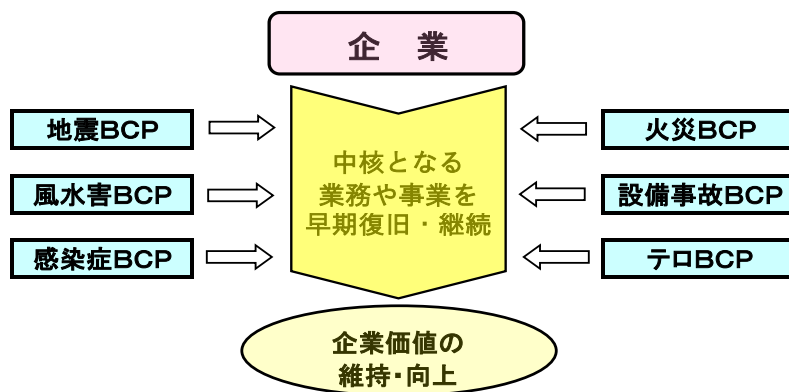 企　業
地震BCP
風水害BCP
感染症BCP
中核となる
業務や事業を
早期復旧・継続
火災BCP
設備事故BCP
テロBCP
企業価値の
維持・向上